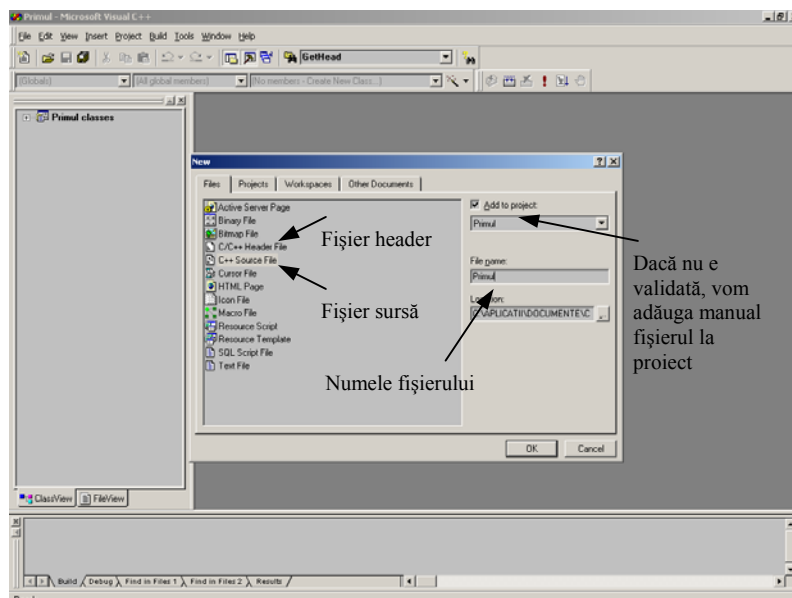 Primul - Microsoft Visual C++
File Edit View Insert Project Build Tools Window Help
GetHead
(Globals) (All global members) (No members - Create New Class...)
Primul classes
New
Files Projects Workspaces Other Documents
Active Server Page
Binary File
Bitmap File
C/C++ Header File
C++ Source File
Cursor File
HTML Page
Icon File
Macro File
Resource Script
Resource Template
SQL Script File
Text File
Add to project:
Primul
File name:
Primul
Location:
C:\APLICATII\DOCUMENTE\C
...
OK Cancel
Fişier header
Fişier sursă
Numele fişierului
Dacă nu e
validată, vom
adăuga manual
fişierul la
proiect
ClassView FileView
Build Debug Find in Files 1 Find in Files 2 Results